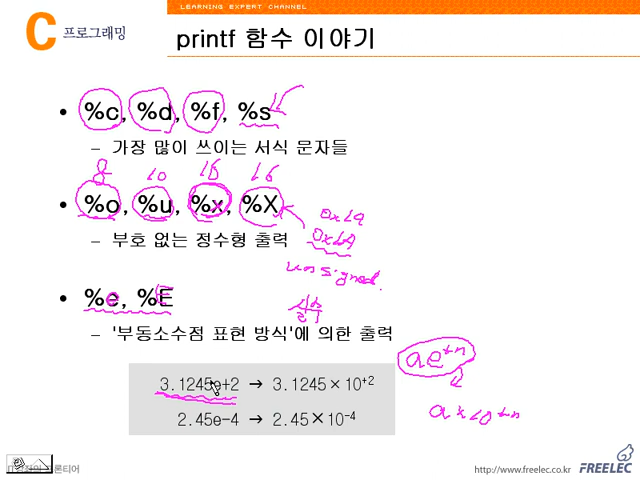 LEARNING EXPERT CHANNEL
C 프로그래밍
printf 함수 이야기
• %c, %d, %f, %s
– 가장 많이 쓰이는 서식 문자들
8 10 16 16
• %o, %u, %x, %X
0x1a
0x1A
– 부호 없는 정수형 출력
unsigned
• %e, %E
– '부동소수점 표현 방식'에 의한 출력
ae±n
3.1245e+2 → 3.1245×10+2
a×10±n
2.45e-4 → 2.45×10-4
http://www.freelec.co.kr FREELEC